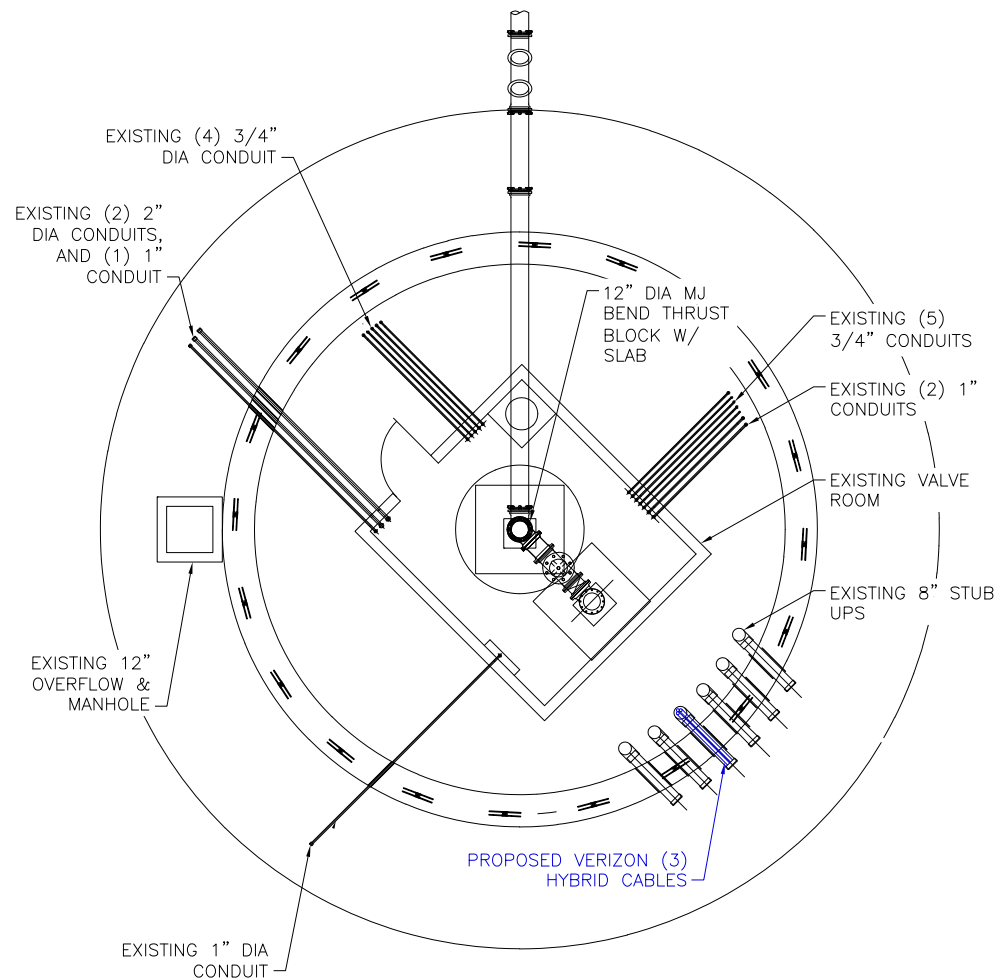 EXISTING (4) 3/4”
DIA CONDUIT
EXISTING (2) 2”
DIA CONDUITS,
AND (1) 1”
CONDUIT
12” DIA MJ
BEND THRUST
BLOCK W/
SLAB
EXISTING (5)
3/4” CONDUITS
EXISTING (2) 1”
CONDUITS
EXISTING VALVE
ROOM
EXISTING 8” STUB
UPS
EXISTING 12”
OVERFLOW &
MANHOLE
PROPOSED VERIZON (3)
HYBRID CABLES
EXISTING 1” DIA
CONDUIT